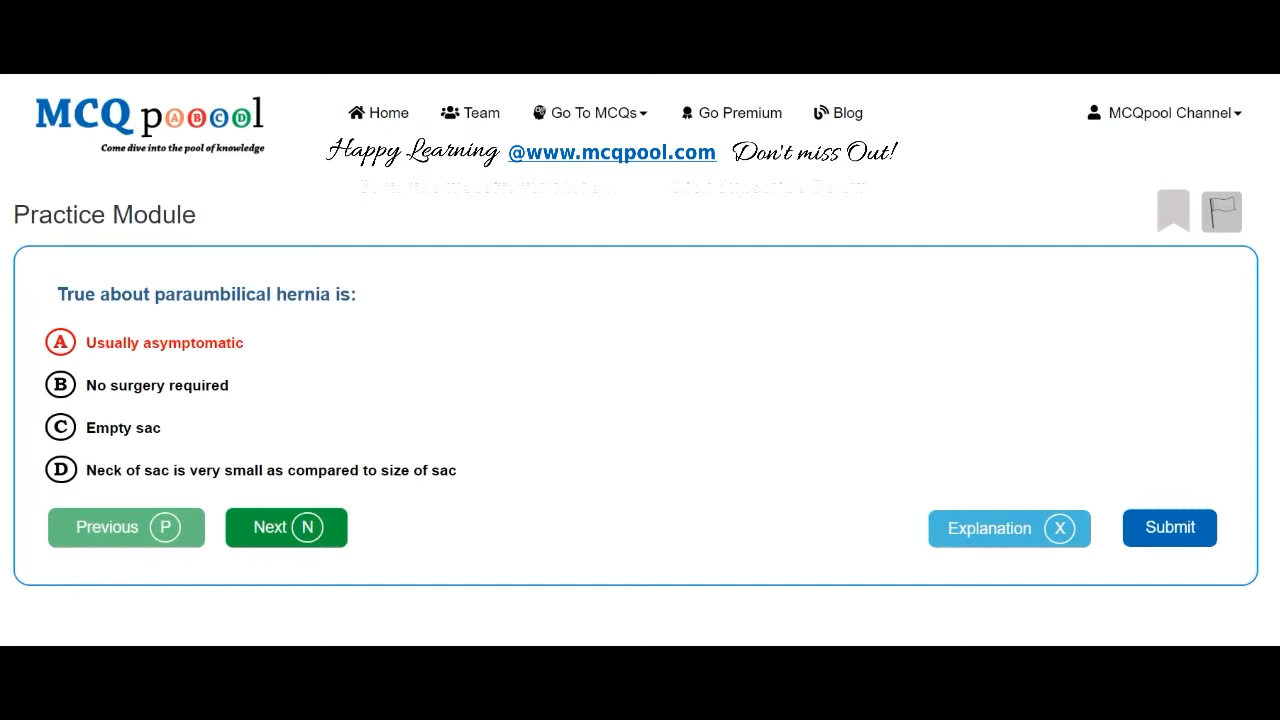 MCQ pooool
Come dive into the pool of knowledge
Home Team Go To MCQs Go Premium Blog MCQpool Channel
Happy Learning @www.mcqpool.com Don't miss Out!
Practice Module
True about paraumbilical hernia is:
A Usually asymptomatic
B No surgery required
C Empty sac
D Neck of sac is very small as compared to size of sac
Previous P Next N Explanation X Submit